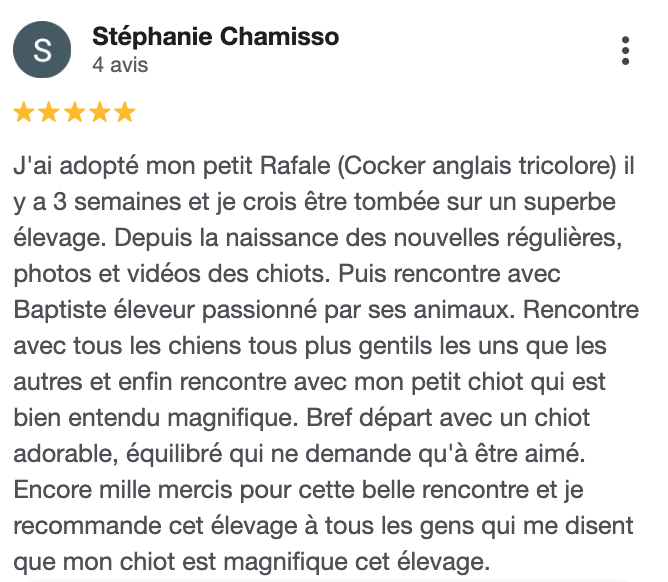 S
Stéphanie Chamisso
4 avis
J'ai adopté mon petit Rafale (Cocker anglais tricolore) il
y a 3 semaines et je crois être tombée sur un superbe
élevage. Depuis la naissance des nouvelles régulières,
photos et vidéos des chiots. Puis rencontre avec
Baptiste éleveur passionné par ses animaux. Rencontre
avec tous les chiens tous plus gentils les uns que les
autres et enfin rencontre avec mon petit chiot qui est
bien entendu magnifique. Bref départ avec un chiot
adorable, équilibré qui ne demande qu'à être aimé.
Encore mille mercis pour cette belle rencontre et je
recommande cet élevage à tous les gens qui me disent
que mon chiot est magnifique cet élevage.